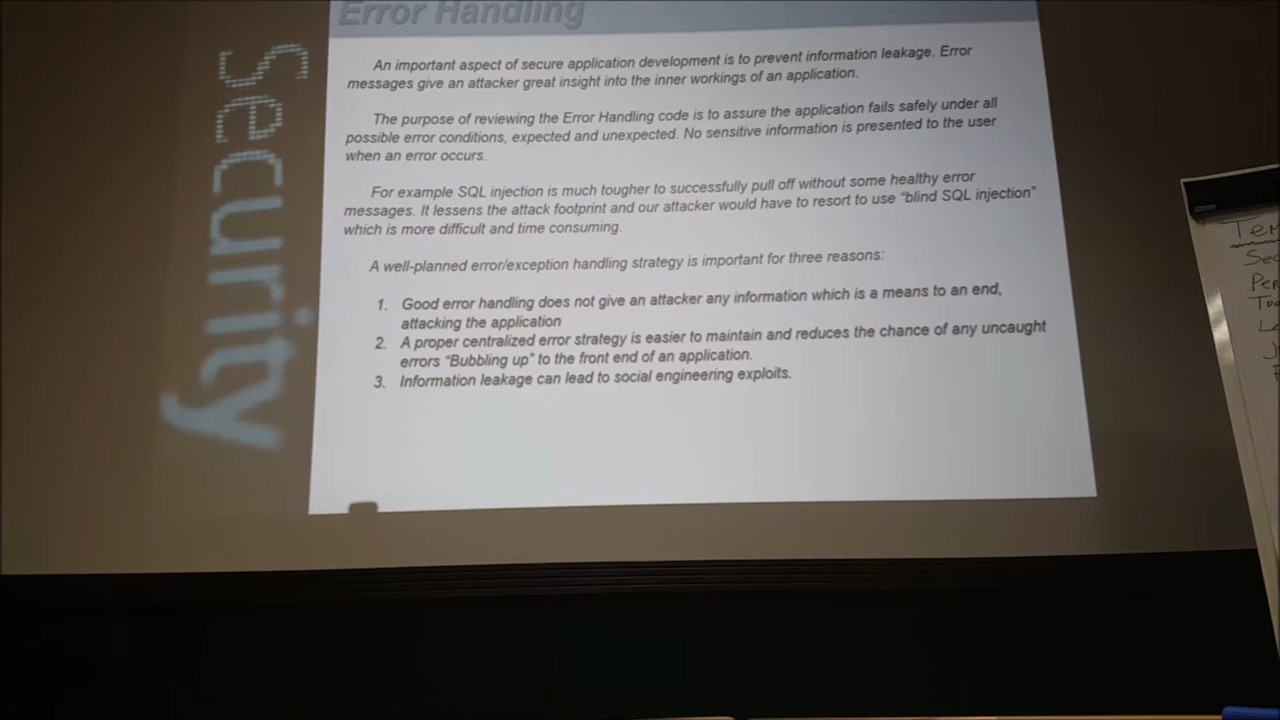 Error Handling
Security
An important aspect of secure application development is to prevent information leakage. Error
messages give an attacker great insight into the inner workings of an application.
The purpose of reviewing the Error Handling code is to assure the application fails safely under all
possible error conditions, expected and unexpected. No sensitive information is presented to the user
when an error occurs.
For example SQL injection is much tougher to successfully pull off without some healthy error
messages. It lessens the attack footprint and our attacker would have to resort to use “blind SQL injection”
which is more difficult and time consuming.
A well-planned error/exception handling strategy is important for three reasons:
1. Good error handling does not give an attacker any information which is a means to an end,
attacking the application
2. A proper centralized error strategy is easier to maintain and reduces the chance of any uncaught
errors “Bubbling up” to the front end of an application.
3. Information leakage can lead to social engineering exploits.